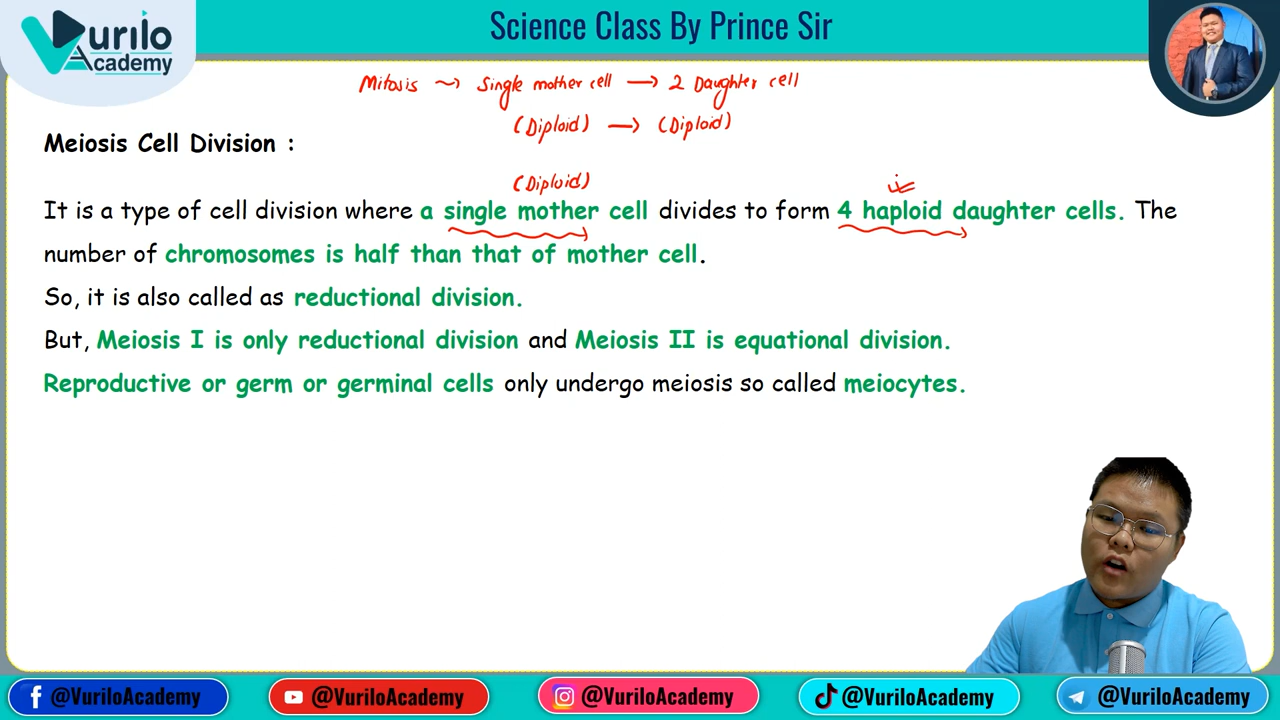 Vurilo
Academy
Science Class By Prince Sir
Mitosis ~> Single mother cell → 2 Daughter cell
(Diploid) → (Diploid)
Meiosis Cell Division :
(Diploid)
It is a type of cell division where a single mother cell divides to form 4 haploid daughter cells. The
number of chromosomes is half than that of mother cell.
So, it is also called as reductional division.
But, Meiosis I is only reductional division and Meiosis II is equational division.
Reproductive or germ or germinal cells only undergo meiosis so called meiocytes.
@VuriloAcademy
@VuriloAcademy
@VuriloAcademy
@VuriloAcademy
@VuriloAcademy